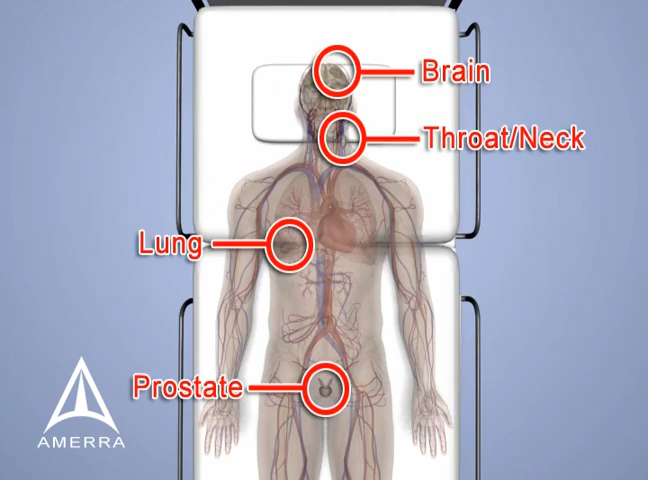 Brain
Throat/Neck
Lung
Prostate
AMERRA